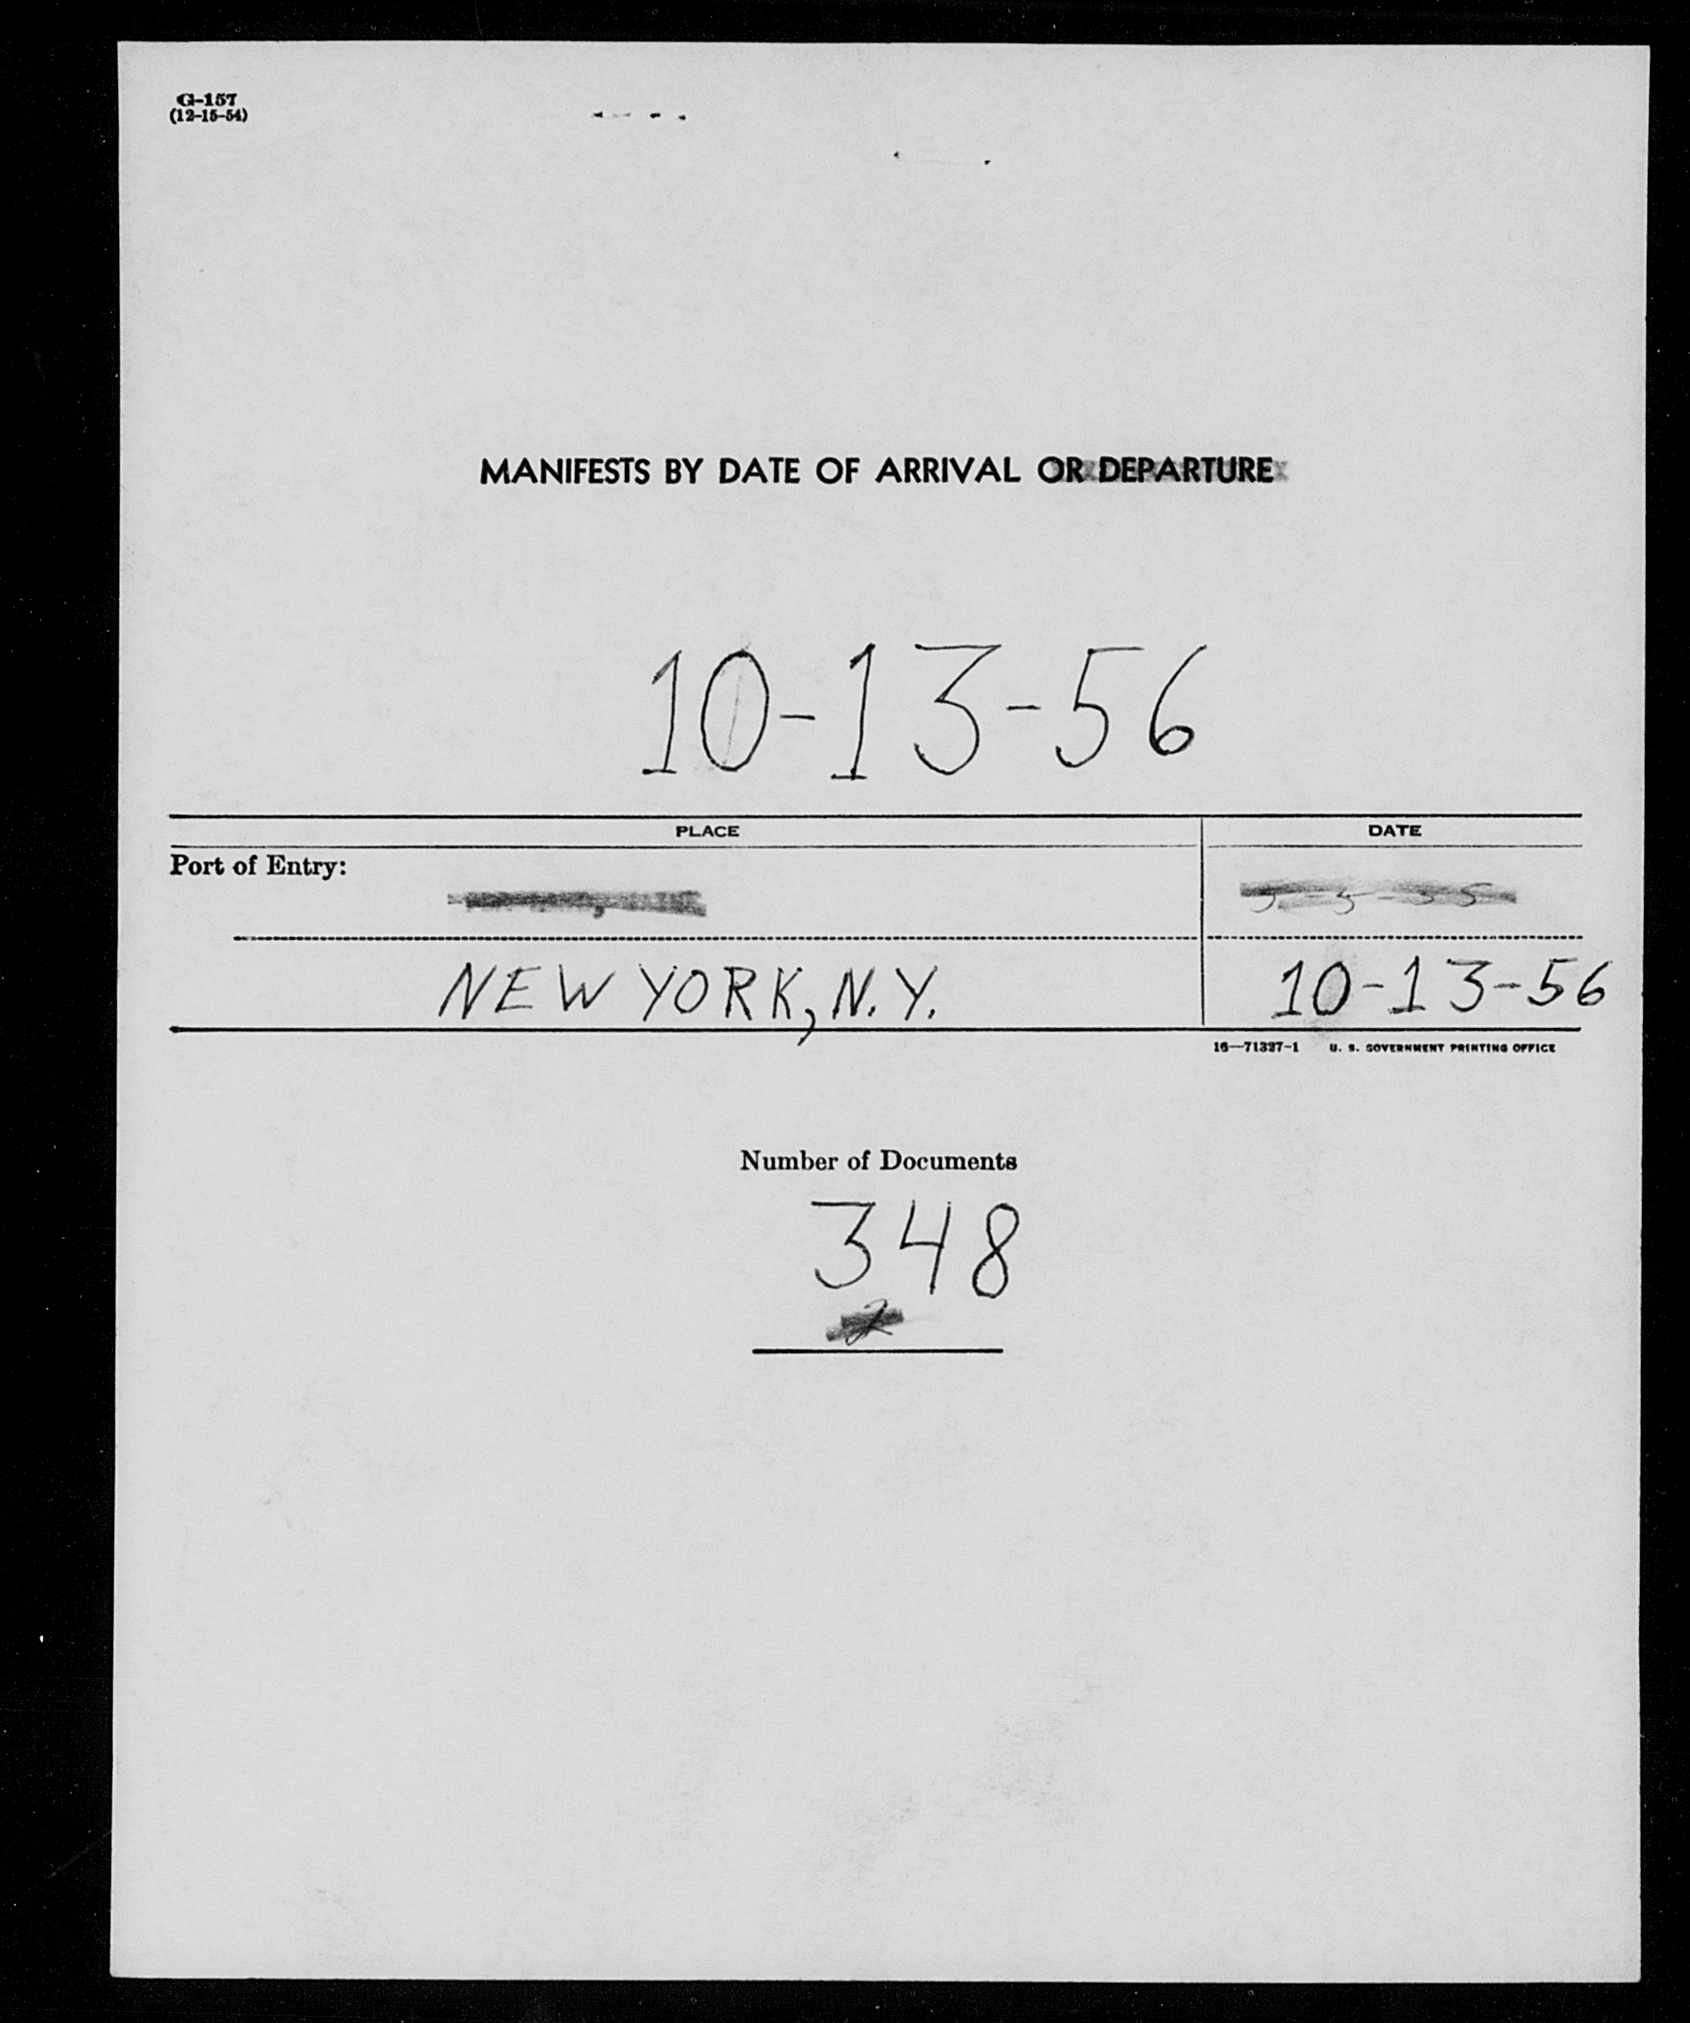 G-157
(12-15-54)
MANIFESTS BY DATE OF ARRIVAL OR DEPARTURE
10-13-56
PLACE DATE
Port of Entry:
NEW YORK, N.Y. 10-13-56
16—71327-1 U. S. GOVERNMENT PRINTING OFFICE
Number of Documents
348
2